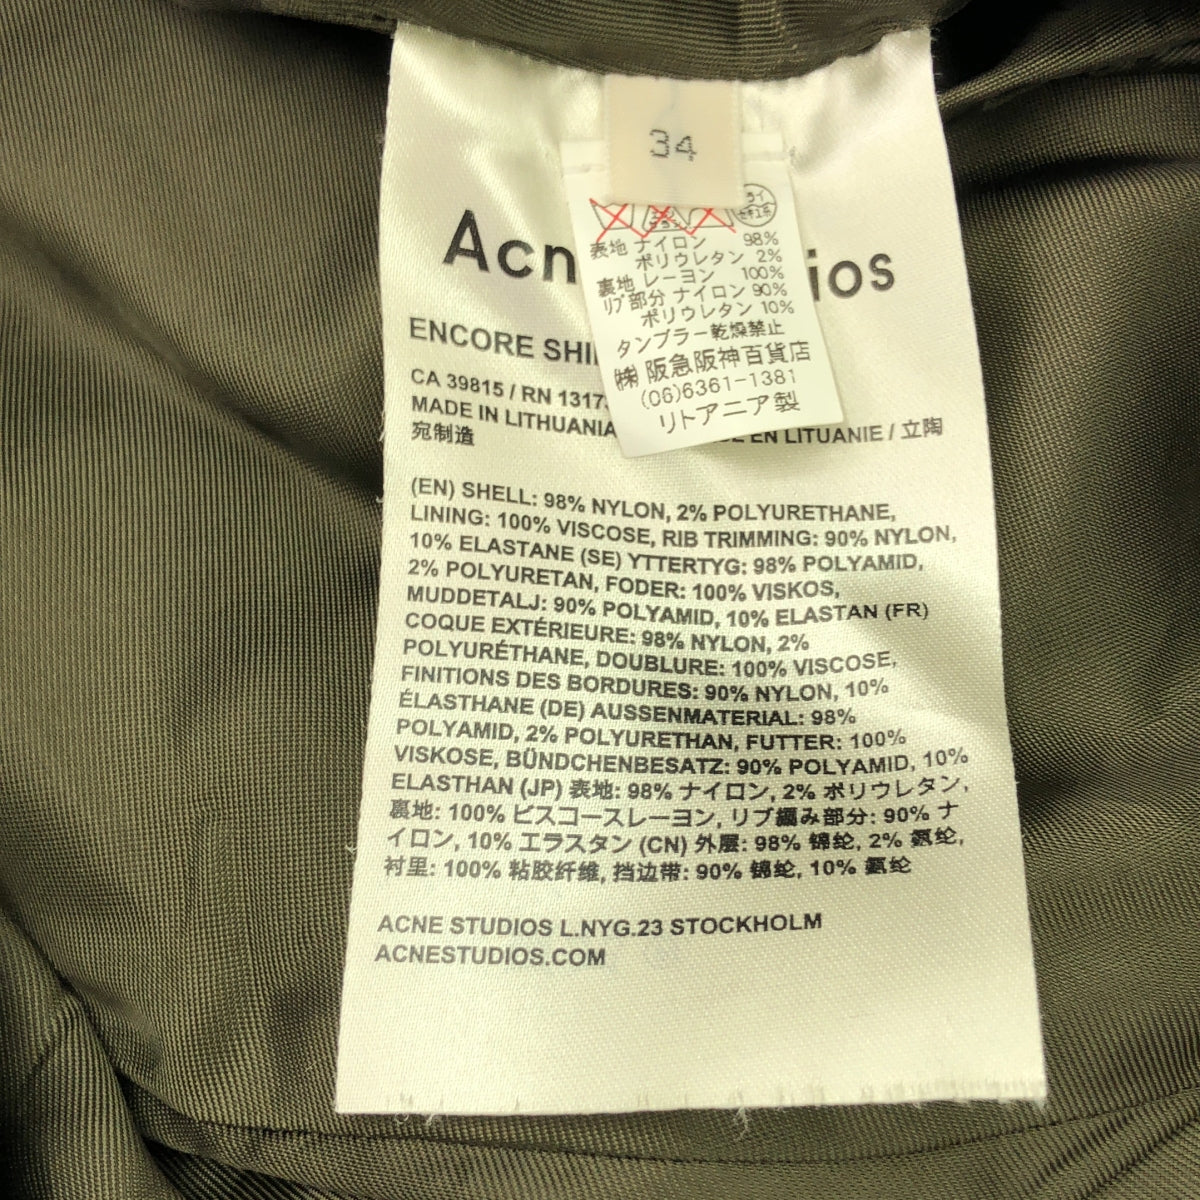 34
ライ
セキユ系
表地 ナイロン 98%
ポリウレタン 2%
裏地 レーヨン 100%
リブ部分 ナイロン 90%
ポリウレタン 10%
タンブラー乾燥禁止
㈱阪急阪神百貨店
(06)6361-1381
リトアニア製
ENCORE
CA 39815 / RN
MADE IN LITHUANIA EN LITUANIE / 立陶
宛制造
(EN) SHELL: 98% NYLON, 2% POLYURETHANE,
LINING: 100% VISCOSE, RIB TRIMMING: 90% NYLON,
10% ELASTANE (SE) YTTERTYG: 98% POLYAMID,
2% POLYURETAN, FODER: 100% VISKOS,
MUDDETALJ: 90% POLYAMID, 10% ELASTAN (FR)
COQUE EXTÉRIEURE: 98% NYLON, 2%
POLYURÉTHANE, DOUBLURE: 100% VISCOSE,
FINITIONS DES BORDURES: 90% NYLON, 10%
ÉLASTHANE (DE) AUSSENMATERIAL: 98%
POLYAMID, 2% POLYURETHAN, FUTTER: 100%
VISKOSE, BÜNDCHENBESATZ: 90% POLYAMID, 10%
ELASTHAN (JP) 表地: 98% ナイロン, 2% ポリウレタン,
裏地: 100% ビスコースレーヨン, リブ編み部分: 90% ナ
イロン, 10% エラスタン (CN) 外层: 98% 锦纶, 2% 氨纶,
衬里: 100% 粘胶纤维, 挡边带: 90% 锦纶, 10% 氨纶
ACNE STUDIOS L.NYG.23 STOCKHOLM
ACNESTUDIOS.COM